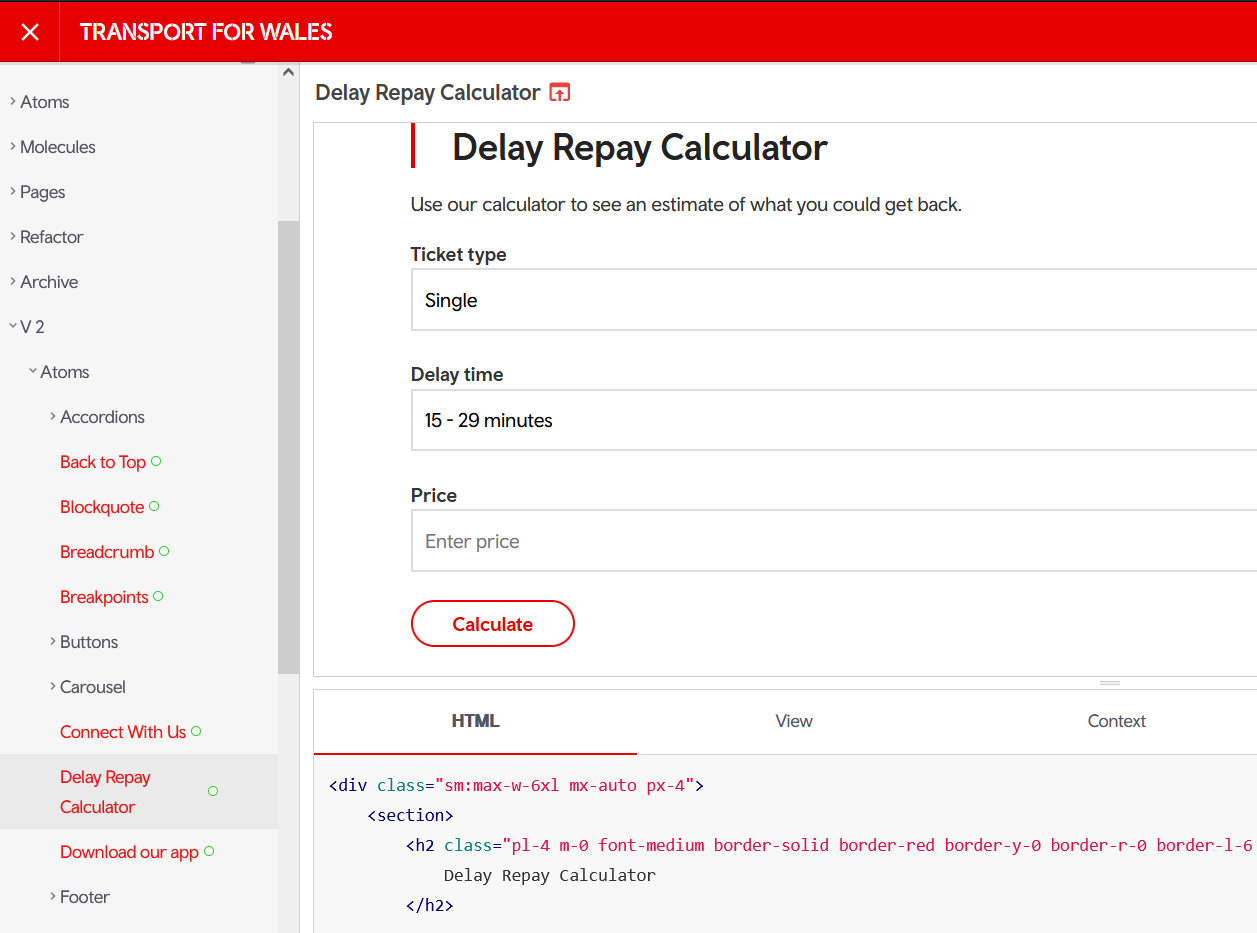 TRANSPORT FOR WALES
Atoms
Molecules
Pages
Refactor
Archive
V 2
Atoms
Accordions
Back to Top
Blockquote
Breadcrumb
Breakpoints
Buttons
Carousel
Connect With Us
Delay Repay
Calculator
Download our app
Footer
Delay Repay Calculator
Delay Repay Calculator
Use our calculator to see an estimate of what you could get back.
Ticket type
Single
Delay time
15 - 29 minutes
Price
Enter price
Calculate
HTML View Context
<div class="sm:max-w-6xl mx-auto px-4">
<section>
<h2 class="pl-4 m-0 font-medium border-solid border-red border-y-0 border-r-0 border-l-6
Delay Repay Calculator
</h2>